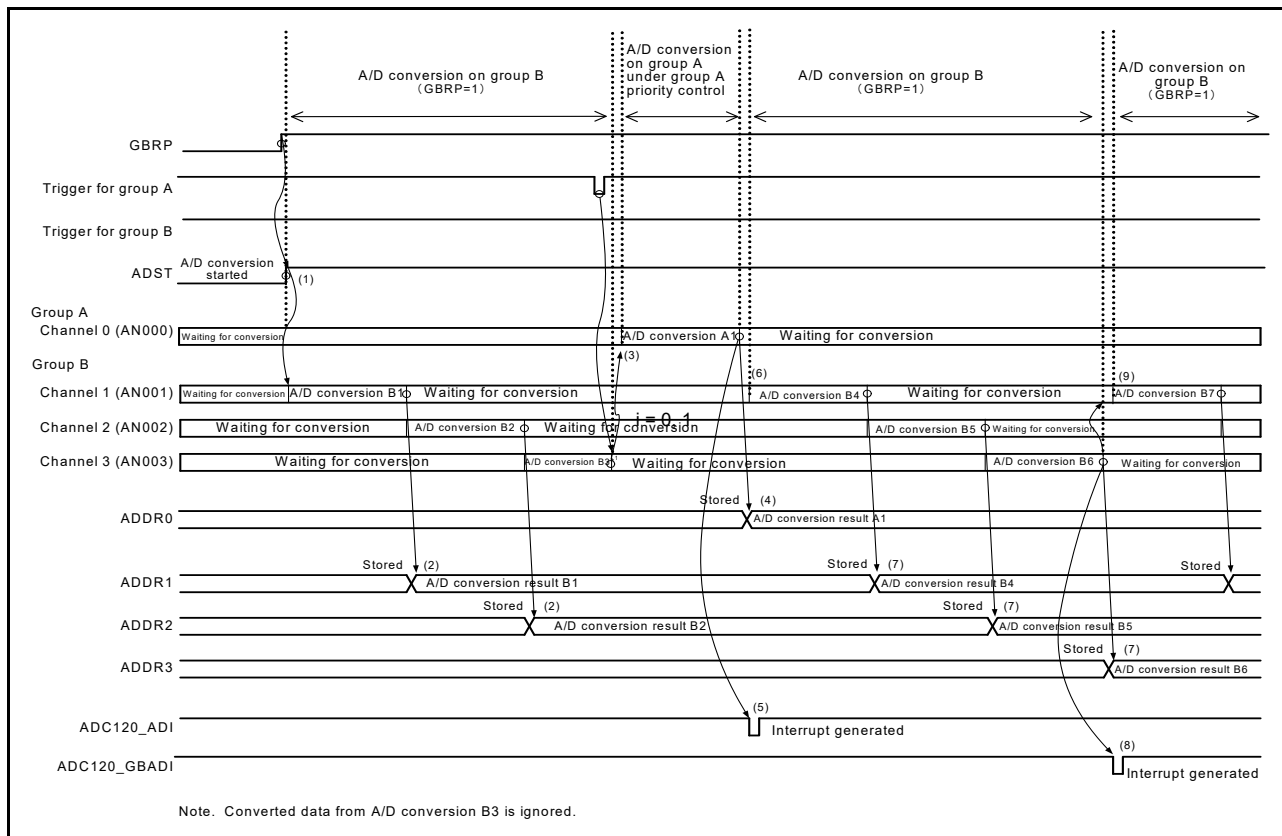 A/D conversion on group B
（GBRP=1）
A/D conversion
on group A
under group A
priority control
A/D conversion on group B
（GBRP=1）
A/D conversion on
group B
（GBRP=1）
GBRP
Trigger for group A
Trigger for group B
ADST
A/D conversion
started
(1)
Group A
Channel 0 (AN000)
Waiting for conversion
A/D conversion A1
Waiting for conversion
(3)
Group B
(6)
(9)
Channel 1 (AN001)
Waiting for conversion
A/D conversion B1
Waiting for conversion
A/D conversion B4
Waiting for conversion
A/D conversion B7
i = 0, 1
Channel 2 (AN002)
Waiting for conversion
A/D conversion B2
Waiting for conversion
A/D conversion B5
Waiting for conversion
Channel 3 (AN003)
Waiting for conversion
A/D conversion B3
Waiting for conversion
A/D conversion B6
Waiting for conversion
Stored (4)
ADDR0
A/D conversion result A1
Stored (2)
Stored (7)
Stored
ADDR1
A/D conversion result B1
A/D conversion result B4
Stored (2)
Stored (7)
ADDR2
A/D conversion result B2
A/D conversion result B5
Stored (7)
ADDR3
A/D conversion result B6
(5)
ADC120_ADI
Interrupt generated
(8)
ADC120_GBADI
Interrupt generated
Note. Converted data from A/D conversion B3 is ignored.